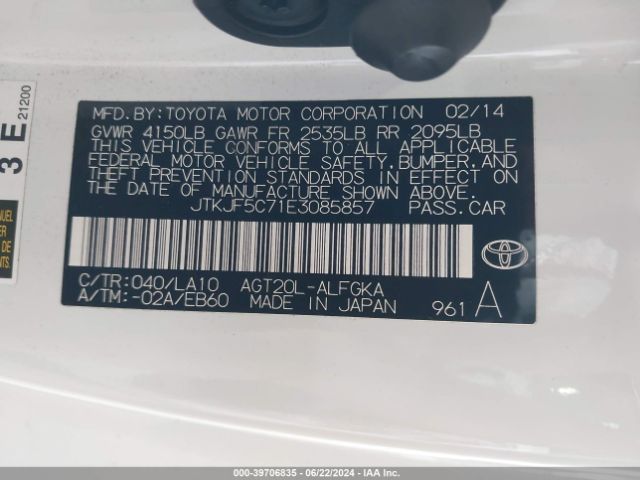 MFD.BY:TOYOTA MOTOR CORPORATION 02/14
GVWR 4150LB GAWR FR 2535LB RR 2095LB
THIS VEHICLE CONFORMS TO ALL APPLICABLE
FEDERAL MOTOR VEHICLE SAFETY,BUMPER,AND
THEFT PREVENTION STANDARDS IN EFFECT ON
THE DATE OF MANUFACTURE SHOWN ABOVE.
JTKJF5C71E3085857 PASS.CAR
C/TR:040/LA10 AGT20L-ALFGKA
A/TM:-02A/EB60 MADE IN JAPAN 961 A
3 E 21200
DE
000-39706835 - 06/22/2024 - IAA Inc.